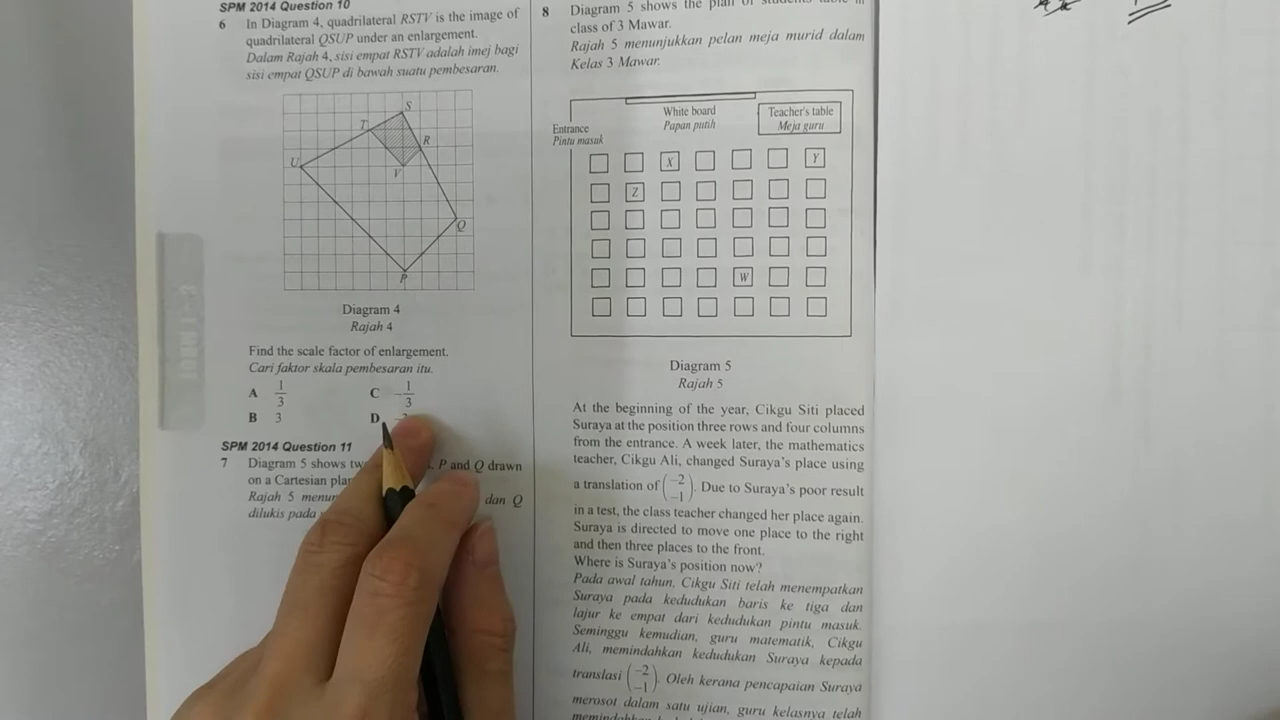 SPM 2014 Question 10
6 In Diagram 4, quadrilateral RSTV is the image of
quadrilateral QSUP under an enlargement.
Dalam Rajah 4, sisi empat RSTV adalah imej bagi
sisi empat QSUP di bawah suatu pembesaran.
S
T
R
U
V
Q
P
Diagram 4
Rajah 4
Find the scale factor of enlargement.
Cari faktor skala pembesaran itu.
A 1/3 C -1/3
B 3 D
SPM 2014 Question 11
7 Diagram 5 shows P and Q drawn
on a Cartesian
Rajah 5 dan Q
dilukis pada
8 Diagram 5 shows the plan of students' table in
class of 3 Mawar.
Rajah 5 menunjukkan pelan meja murid dalam
Kelas 3 Mawar.
White board
Papan putih
Teacher's table
Meja guru
Entrance
Pintu masuk
X
Y
Z
W
Diagram 5
Rajah 5
At the beginning of the year, Cikgu Siti placed
Suraya at the position three rows and four columns
from the entrance. A week later, the mathematics
teacher, Cikgu Ali, changed Suraya's place using
a translation of (-2 -1). Due to Suraya's poor result
in a test, the class teacher changed her place again.
Suraya is directed to move one place to the right
and then three places to the front.
Where is Suraya's position now?
Pada awal tahun, Cikgu Siti telah menempatkan
Suraya pada kedudukan baris ke tiga dan
lajur ke empat dari kedudukan pintu masuk.
Seminggu kemudian, guru matematik, Cikgu
Ali, memindahkan kedudukan Suraya kepada
translasi (-2 -1). Oleh kerana pencapaian Suraya
merosot dalam satu ujian, guru kelasnya telah